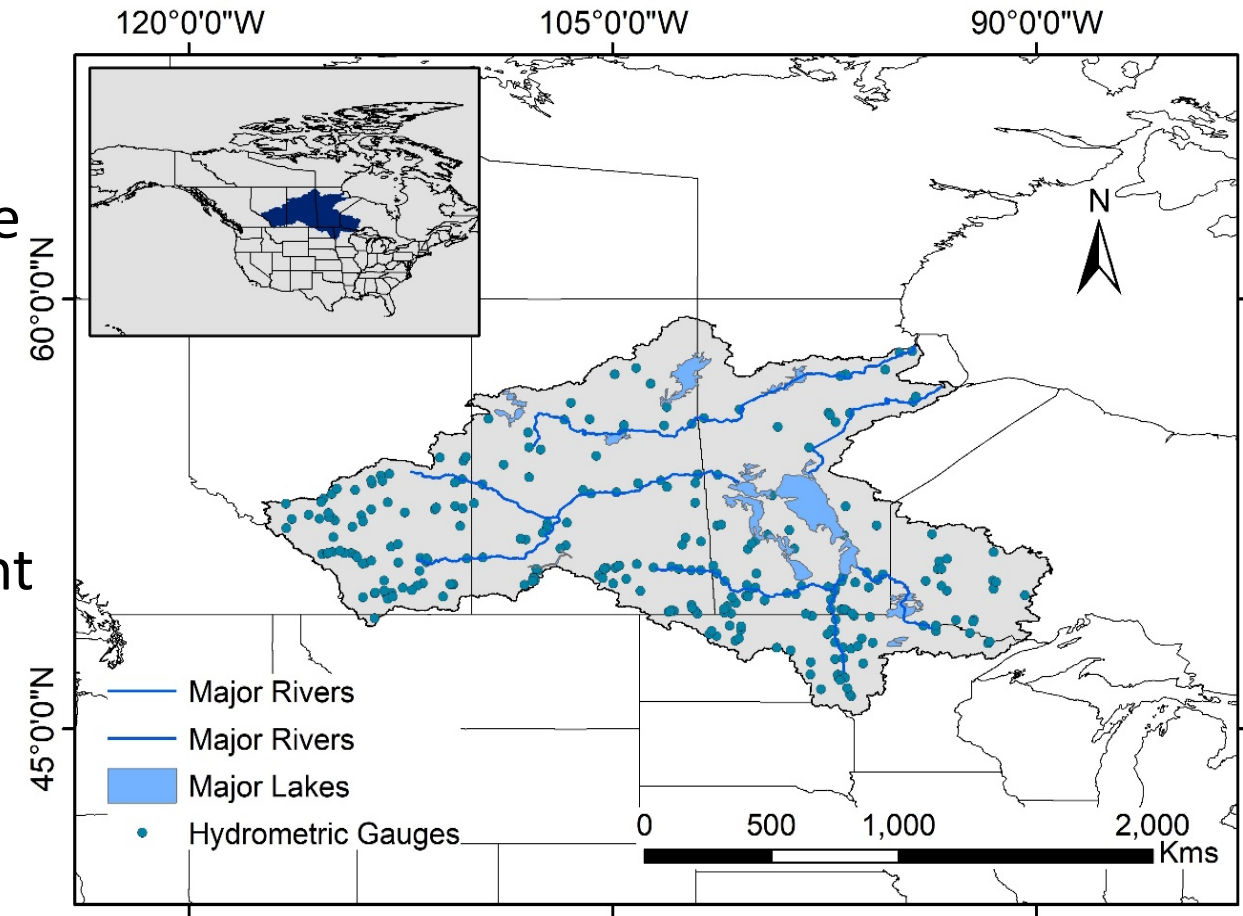 120°0'0"W 105°0'0"W 90°0'0"W
e
N
60°0'0"N
nt
Major Rivers
45°0'0"N
Major Rivers
Major Lakes
Hydrometric Gauges
0 500 1,000 2,000
Kms